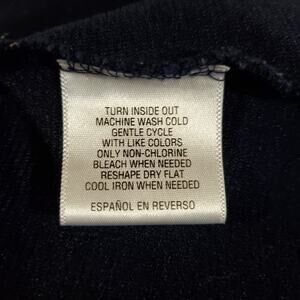 TURN INSIDE OUT
MACHINE WASH COLD
GENTLE CYCLE
WITH LIKE COLORS
ONLY NON-CHLORINE
BLEACH WHEN NEEDED
RESHAPE DRY FLAT
COOL IRON WHEN NEEDED
ESPAÑOL EN REVERSO